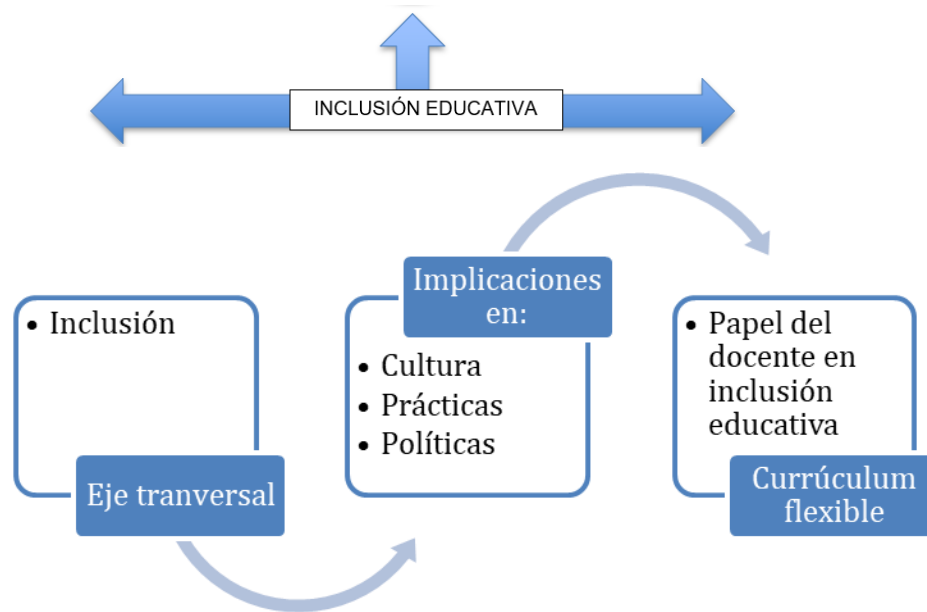 INCLUSIÓN EDUCATIVA
• Inclusión
Eje tranversal
Implicaciones
en:
• Cultura
• Prácticas
• Políticas
• Papel del
docente en
inclusión
educativa
Currúculum
flexible